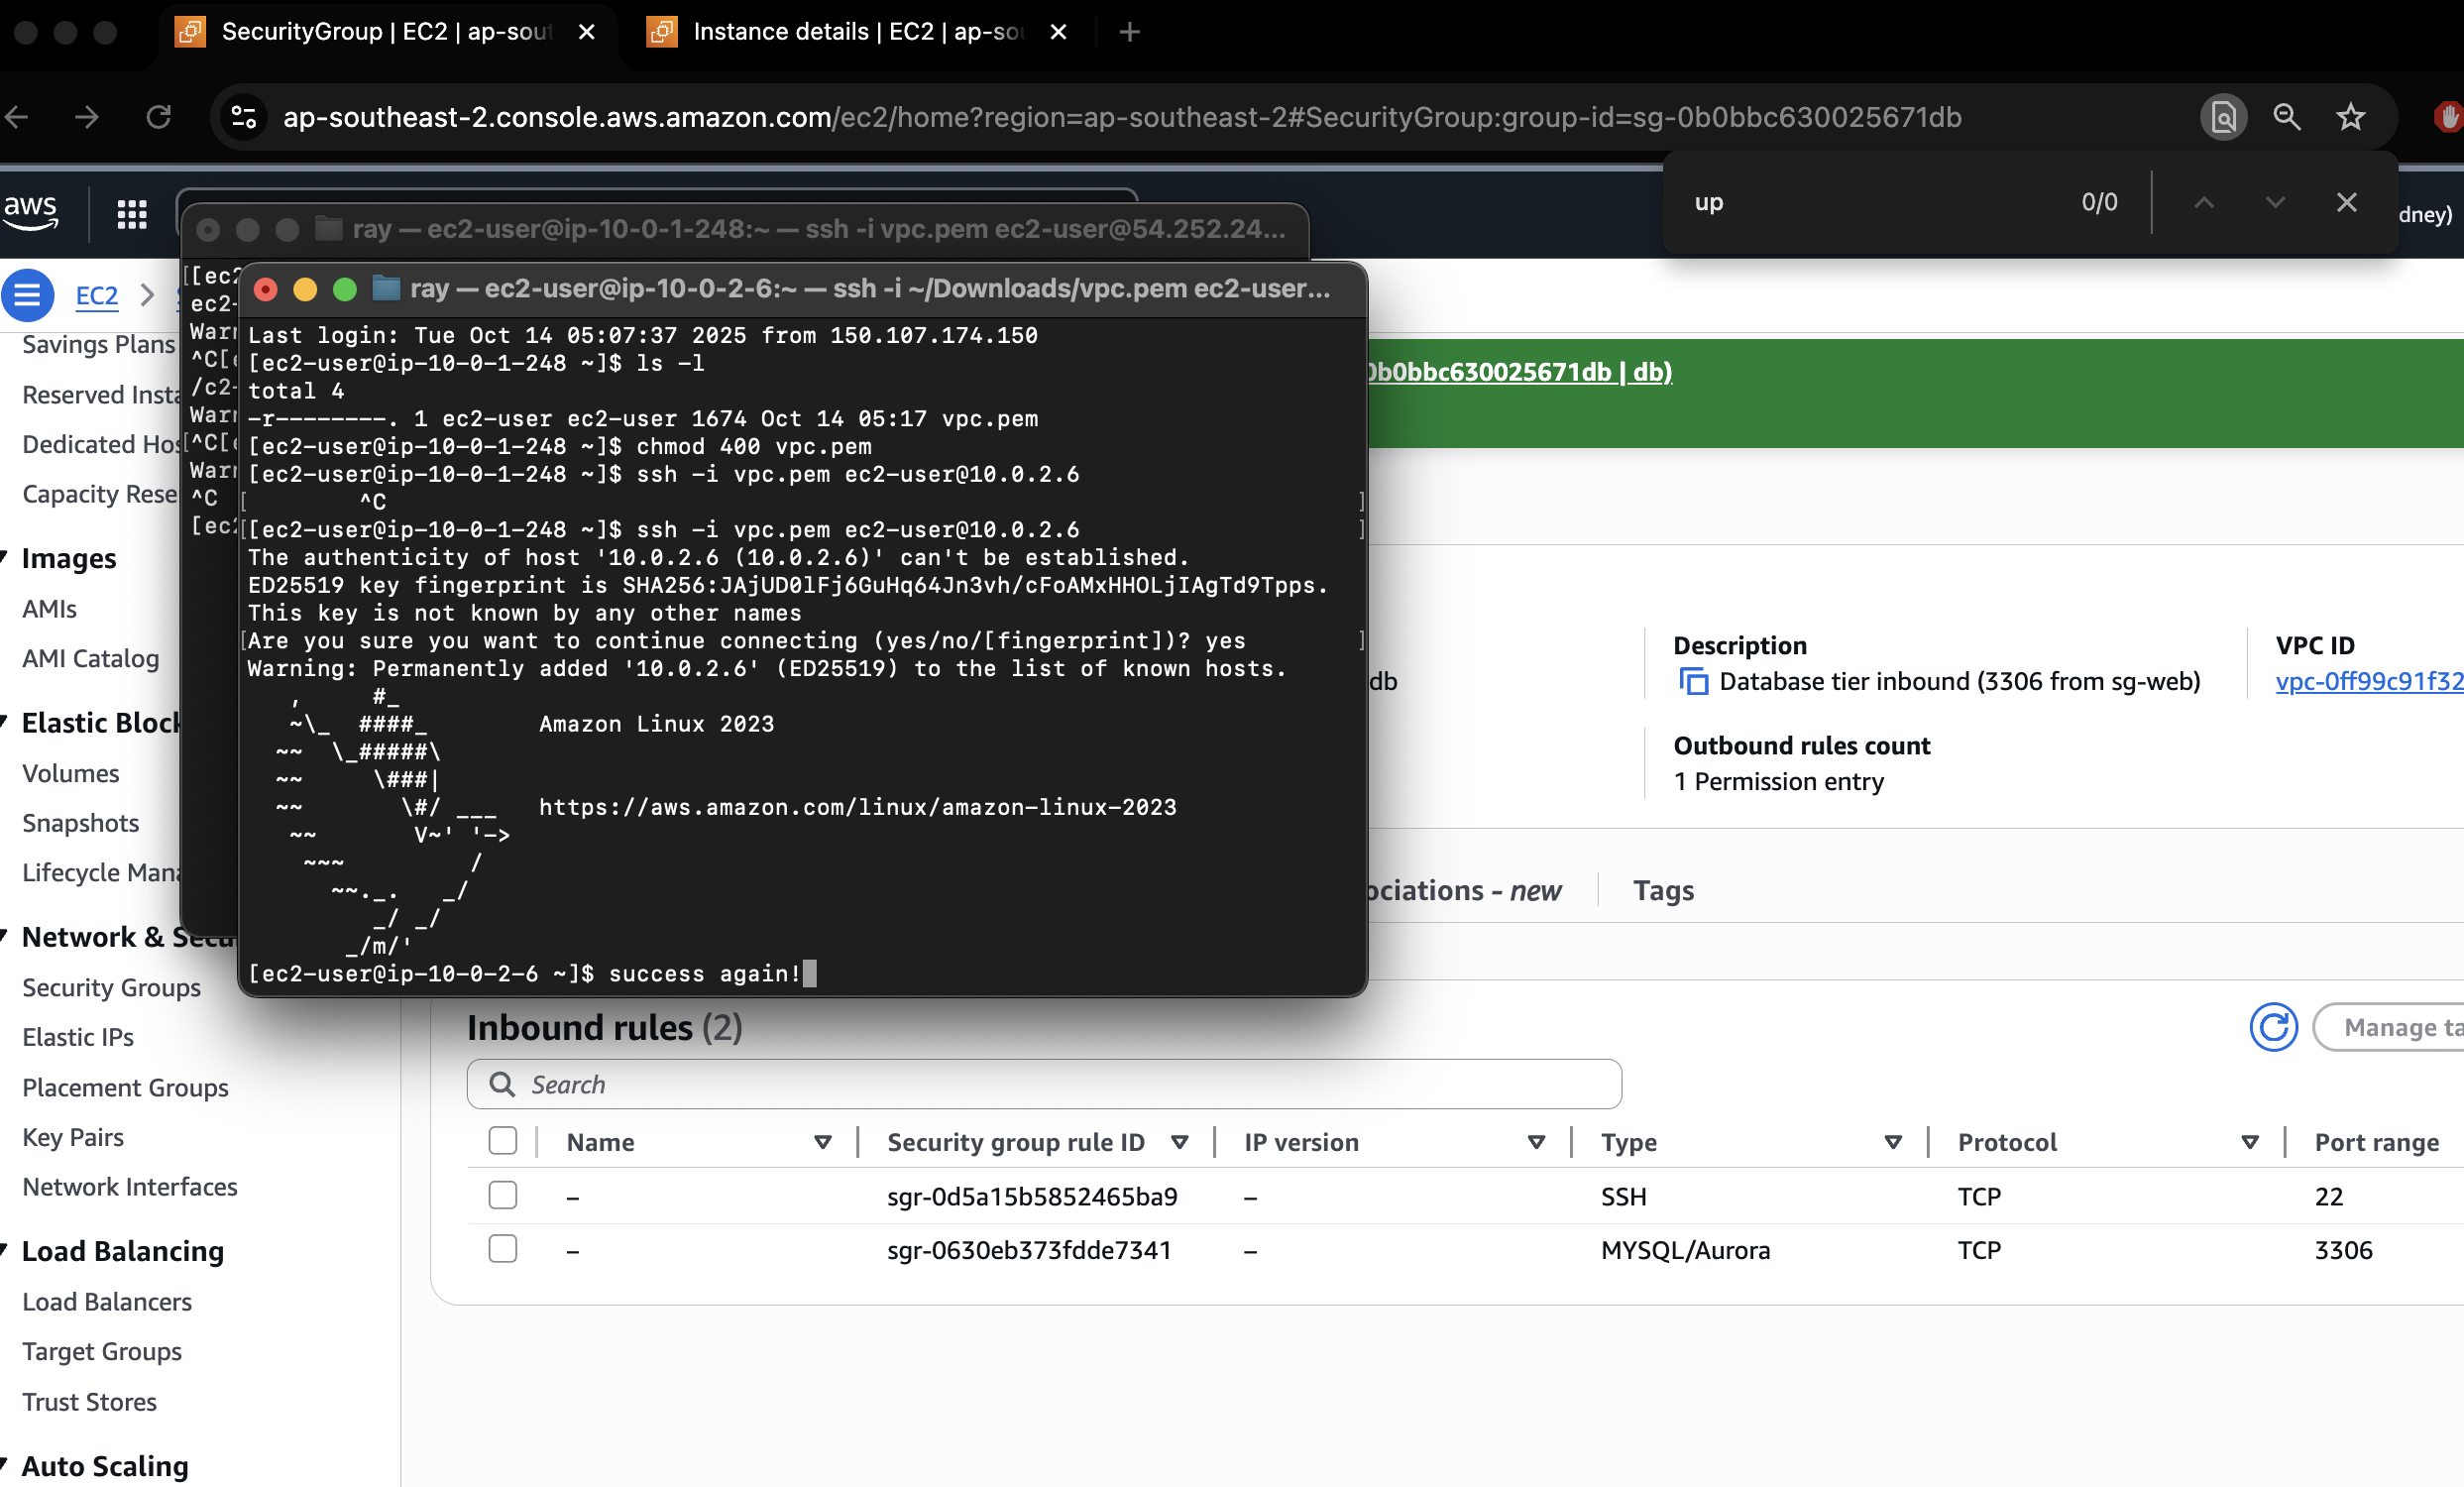 SecurityGroup | EC2 | ap-sout
Instance details | EC2 | ap-sou
ap-southeast-2.console.aws.amazon.com/ec2/home?region=ap-southeast-2#SecurityGroup:group-id=sg-0b0bbc630025671db
up
0/0
aws
dney)
ray — ec2-user@ip-10-0-1-248:~ — ssh -i vpc.pem ec2-user@54.252.24...
[[ec2
ec2-
Warn
^C[e
/c2-
Warn
[^C[e
Warn
^C
[ec2
ray — ec2-user@ip-10-0-2-6:~ — ssh -i ~/Downloads/vpc.pem ec2-user...
Last login: Tue Oct 14 05:07:37 2025 from 150.107.174.150
[ec2-user@ip-10-0-1-248 ~]$ ls -l
total 4
-r--------. 1 ec2-user ec2-user 1674 Oct 14 05:17 vpc.pem
[ec2-user@ip-10-0-1-248 ~]$ chmod 400 vpc.pem
[ec2-user@ip-10-0-1-248 ~]$ ssh -i vpc.pem ec2-user@10.0.2.6
[        ^C ]
[[ec2-user@ip-10-0-1-248 ~]$ ssh -i vpc.pem ec2-user@10.0.2.6 ]
The authenticity of host '10.0.2.6 (10.0.2.6)' can't be established.
ED25519 key fingerprint is SHA256:JAjUD0lFj6GuHq64Jn3vh/cFoAMxHHOLjIAgTd9Tpps.
This key is not known by any other names
[Are you sure you want to continue connecting (yes/no/[fingerprint])? yes ]
Warning: Permanently added '10.0.2.6' (ED25519) to the list of known hosts.
   ,     #_
   ~\_  ####_        Amazon Linux 2023
  ~~  \_#####\
  ~~     \###|
  ~~       \#/ ___   https://aws.amazon.com/linux/amazon-linux-2023
   ~~       V~' '->
    ~~~         /
      ~~._.   _/
         _/ _/
       _/m/'
[ec2-user@ip-10-0-2-6 ~]$ success again!
EC2
Savings Plans
Reserved Insta
Dedicated Hos
Capacity Rese
Images
AMIs
AMI Catalog
Elastic Block
Volumes
Snapshots
Lifecycle Mana
Network & Secu
Security Groups
Elastic IPs
Placement Groups
Key Pairs
Network Interfaces
Load Balancing
Load Balancers
Target Groups
Trust Stores
Auto Scaling
0b0bbc630025671db | db)
db
Description
Database tier inbound (3306 from sg-web)
VPC ID
vpc-0ff99c91f32
Outbound rules count
1 Permission entry
ociations - new
Tags
Inbound rules (2)
Manage ta
Search
Name
Security group rule ID
IP version
Type
Protocol
Port range
– sgr-0d5a15b5852465ba9 – SSH TCP 22
– sgr-0630eb373fdde7341 – MYSQL/Aurora TCP 3306